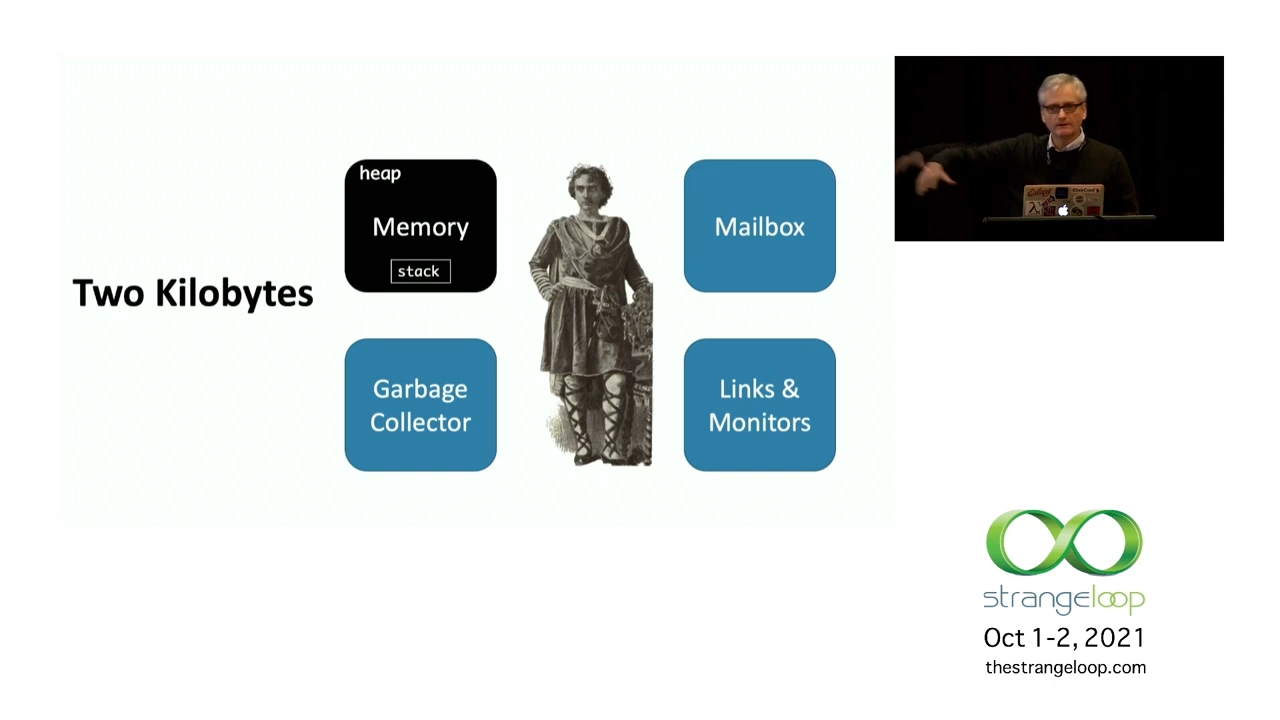 Two Kilobytes
heap
Memory
stack
Mailbox
Garbage
Collector
Links &
Monitors
strangeloop
Oct 1-2, 2021
thestrangeloop.com